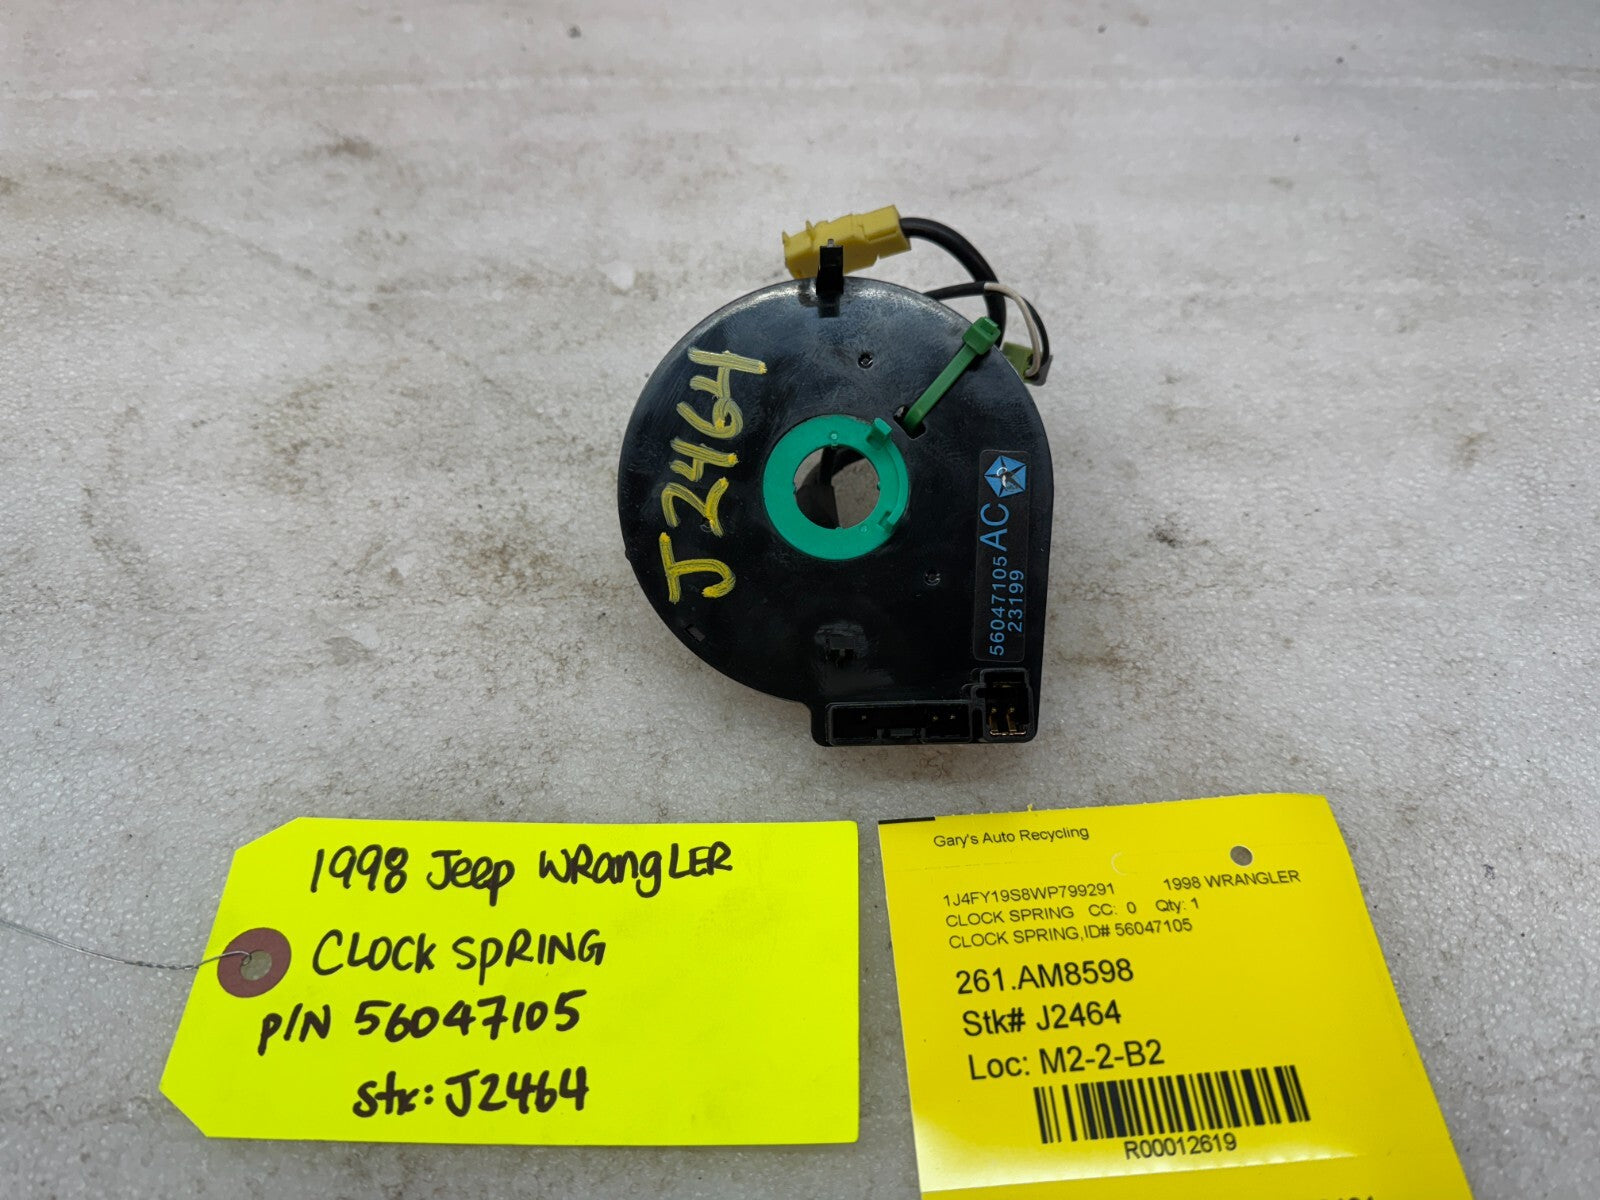 J2464
56047105 AC
23199
1998 Jeep WRangLER
CLOCK SPRING
P/N 56047105
Stk: J2464
Gary's Auto Recycling
1J4FY19S8WP799291 1998 WRANGLER
CLOCK SPRING CC: 0 Qty: 1
CLOCK SPRING,ID# 56047105
261.AM8598
Stk# J2464
Loc: M2-2-B2
R00012619